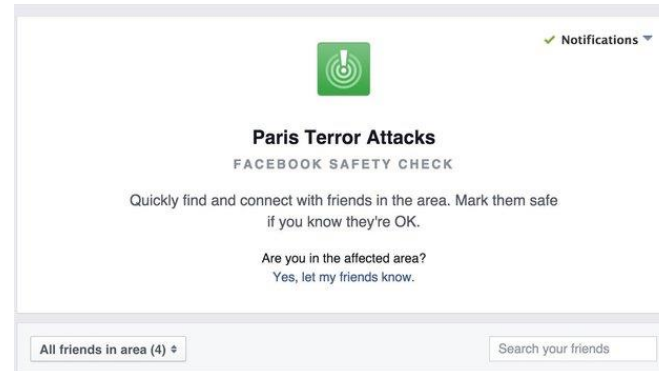 Notifications
Paris Terror Attacks
FACEBOOK SAFETY CHECK
Quickly find and connect with friends in the area. Mark them safe
if you know they're OK.
Are you in the affected area?
Yes, let my friends know.
All friends in area (4)
Search your friends